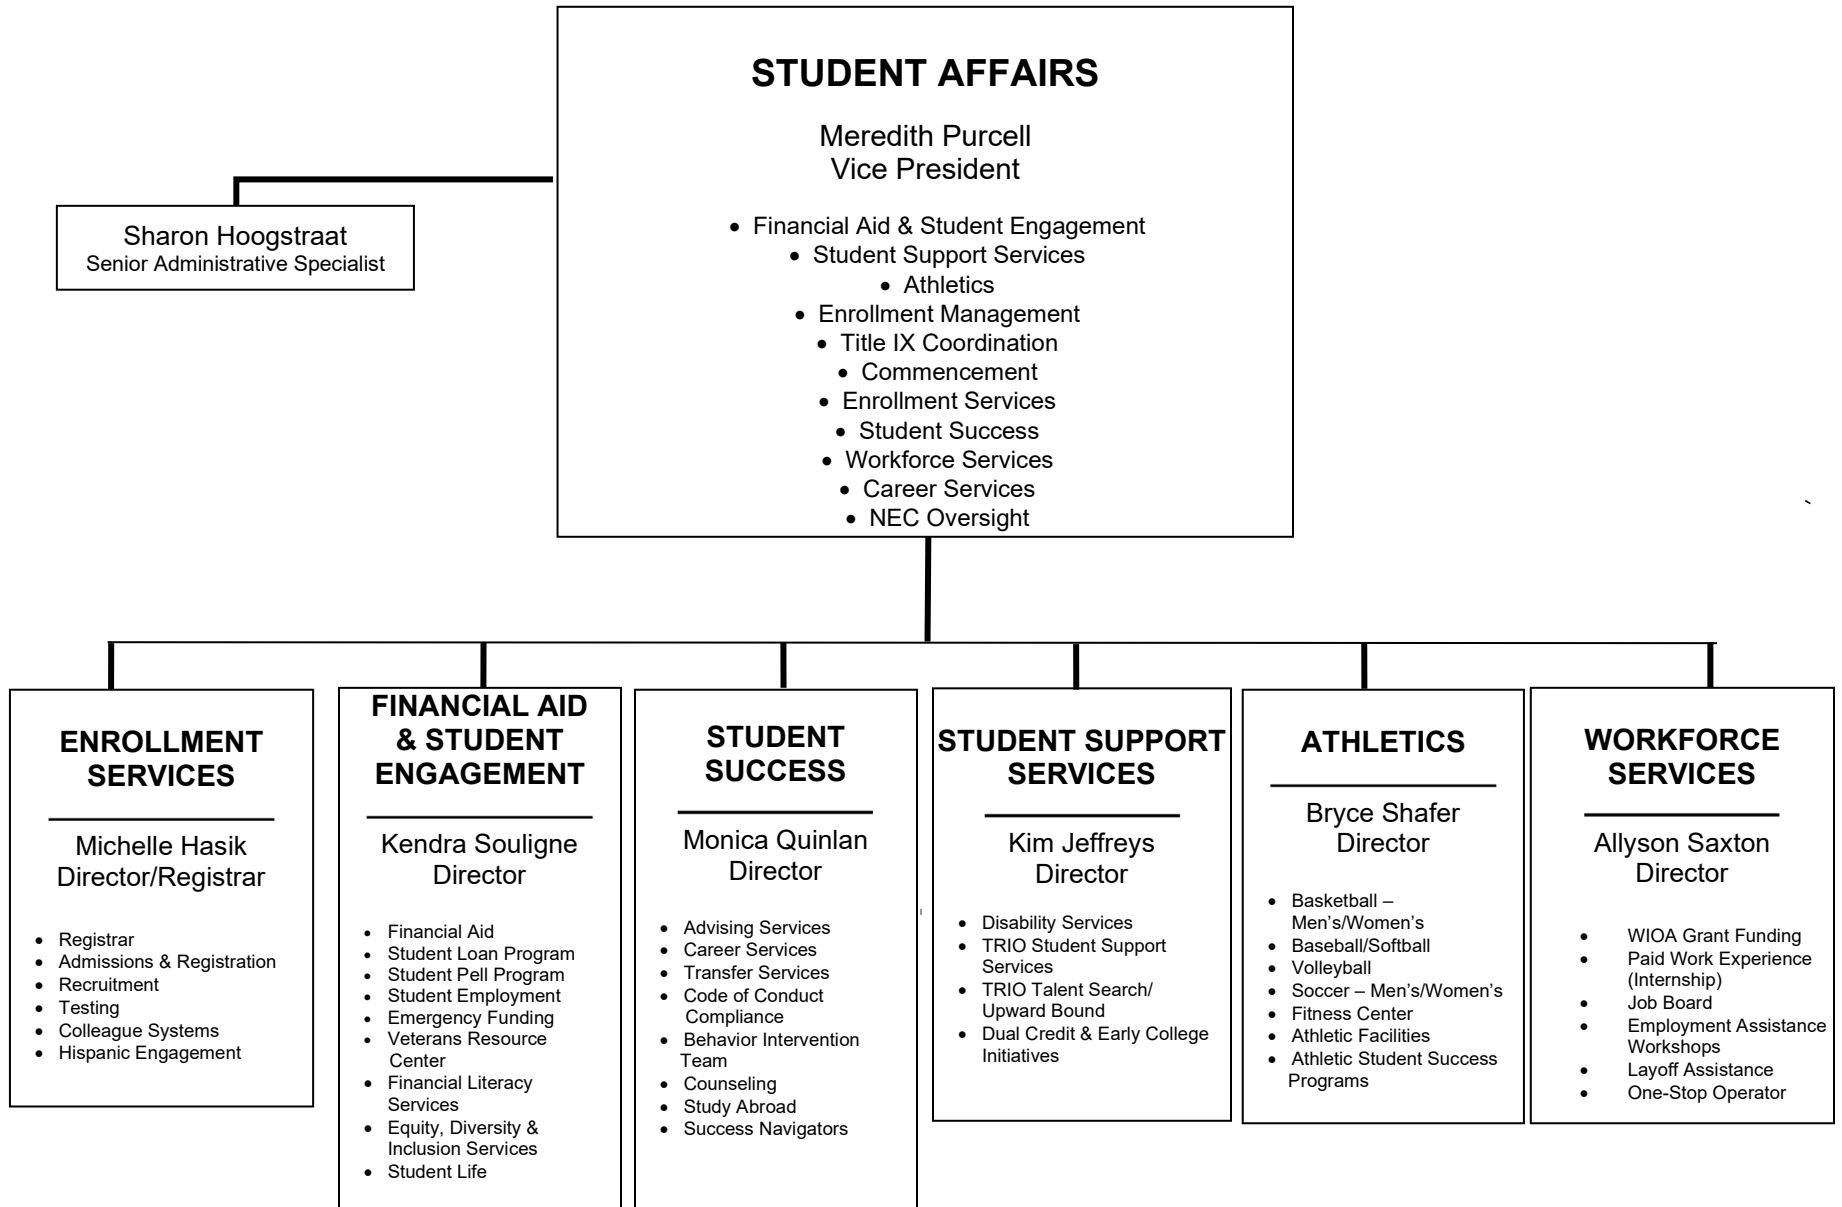 STUDENT AFFAIRS
Meredith Purcell
Vice President
• Financial Aid & Student Engagement
• Student Support Services
• Athletics
• Enrollment Management
• Title IX Coordination
• Commencement
• Enrollment Services
• Student Success
• Workforce Services
• Career Services
• NEC Oversight
Sharon Hoogstraat
Senior Administrative Specialist
ENROLLMENT
SERVICES
Michelle Hasik
Director/Registrar
• Registrar
• Admissions & Registration
• Recruitment
• Testing
• Colleague Systems
• Hispanic Engagement
FINANCIAL AID
& STUDENT
ENGAGEMENT
Kendra Souligne
Director
• Financial Aid
• Student Loan Program
• Student Pell Program
• Student Employment
• Emergency Funding
• Veterans Resource
Center
• Financial Literacy
Services
• Equity, Diversity &
Inclusion Services
• Student Life
STUDENT
SUCCESS
Monica Quinlan
Director
• Advising Services
• Career Services
• Transfer Services
• Code of Conduct
Compliance
• Behavior Intervention
Team
• Counseling
• Study Abroad
• Success Navigators
STUDENT SUPPORT
SERVICES
Kim Jeffreys
Director
• Disability Services
• TRIO Student Support
Services
• TRIO Talent Search/
Upward Bound
• Dual Credit & Early College
Initiatives
ATHLETICS
Bryce Shafer
Director
• Basketball –
Men’s/Women’s
• Baseball/Softball
• Volleyball
• Soccer – Men’s/Women’s
• Fitness Center
• Athletic Facilities
• Athletic Student Success
Programs
WORKFORCE
SERVICES
Allyson Saxton
Director
• WIOA Grant Funding
• Paid Work Experience
(Internship)
• Job Board
• Employment Assistance
Workshops
• Layoff Assistance
• One-Stop Operator